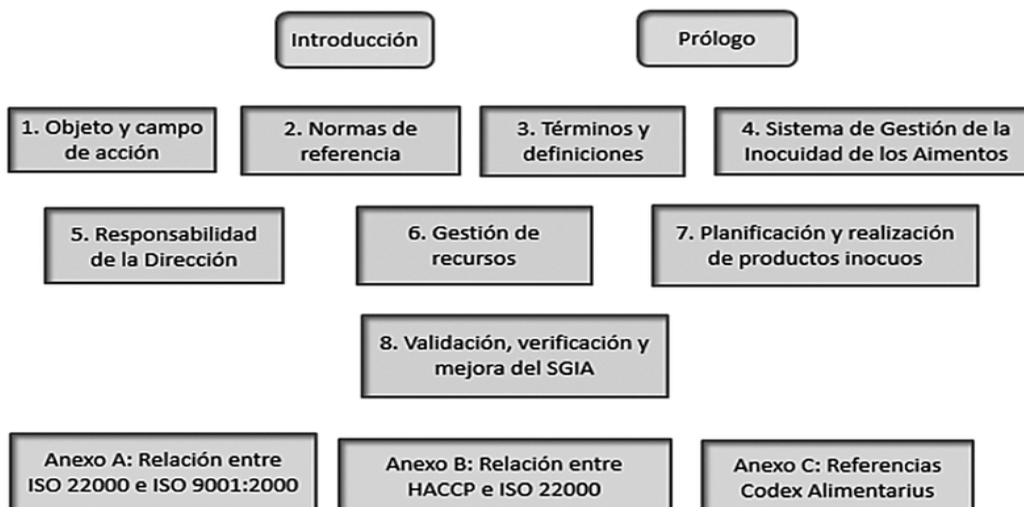 Introducción
Prólogo
1. Objeto y campo
de acción
2. Normas de
referencia
3. Términos y
definiciones
4. Sistema de Gestión de la
Inocuidad de los Aimentos
5. Responsabilidad
de la Dirección
6. Gestión de
recursos
7. Planificación y realización
de productos inocuos
8. Validación, verificación y
mejora del SGIA
Anexo A: Relación entre
ISO 22000 e ISO 9001:2000
Anexo B: Relación entre
HACCP e ISO 22000
Anexo C: Referencias
Codex Alimentarius